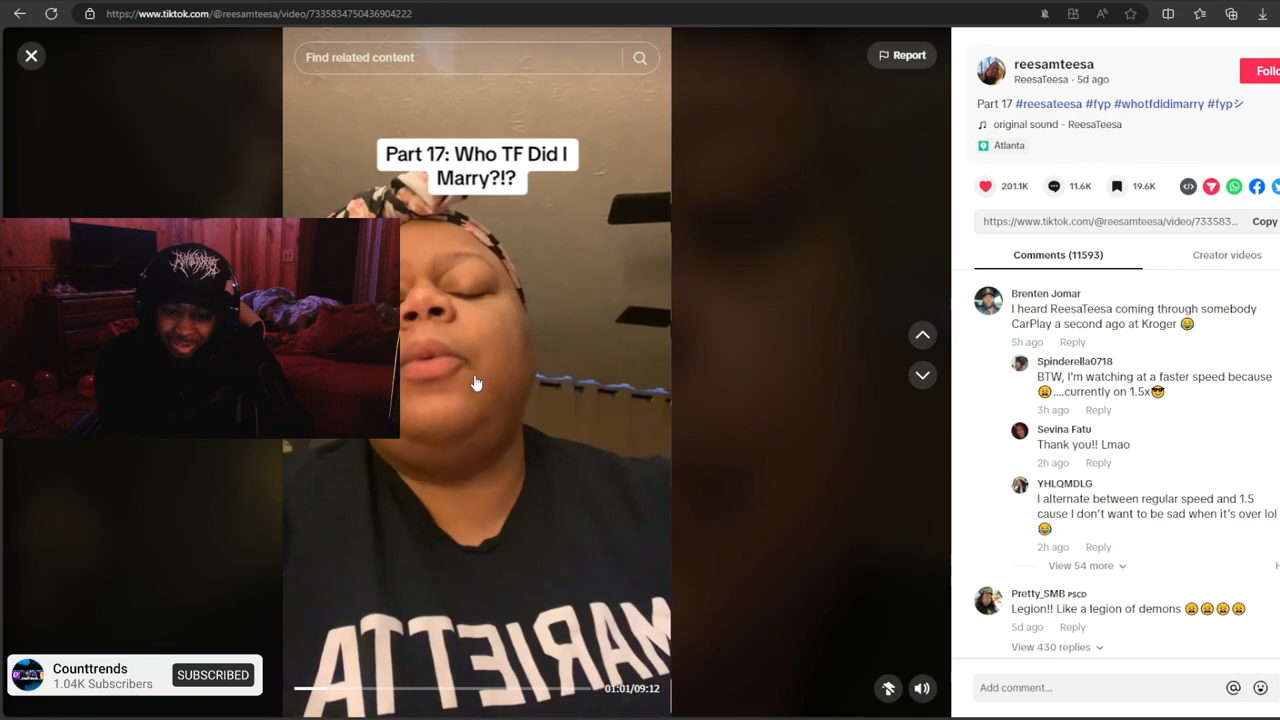 https://www.tiktok.com/@reesamteesa/video/7335834750436904222
Find related content
Report
Part 17: Who TF Did I
Marry?!?
MARIETTA
01:01/09:12
Counttrends
1.04K Subscribers
SUBSCRIBED
reesamteesa
ReesaTeesa · 5d ago
Follo
Part 17 #reesateesa #fyp #whotfdidimarry #fypシ
original sound - ReesaTeesa
Atlanta
201.1K
11.6K
19.6K
https://www.tiktok.com/@reesamteesa/video/733583...
Copy
Comments (11593)
Creator videos
Brenten Jomar
I heard ReesaTeesa coming through somebody
CarPlay a second ago at Kroger 😂
5h ago Reply
Spinderella0718
BTW, I'm watching at a faster speed because
😩....currently on 1.5x😎
3h ago Reply
Sevina Fatu
Thank you!! Lmao
2h ago Reply
YHLQMDLG
I alternate between regular speed and 1.5
cause I don't want to be sad when it's over lol
😂
2h ago Reply
View 54 more
Pretty_SMB PSCD
Legion!! Like a legion of demons 😩😩😩😩
5d ago Reply
View 430 replies
Add comment...